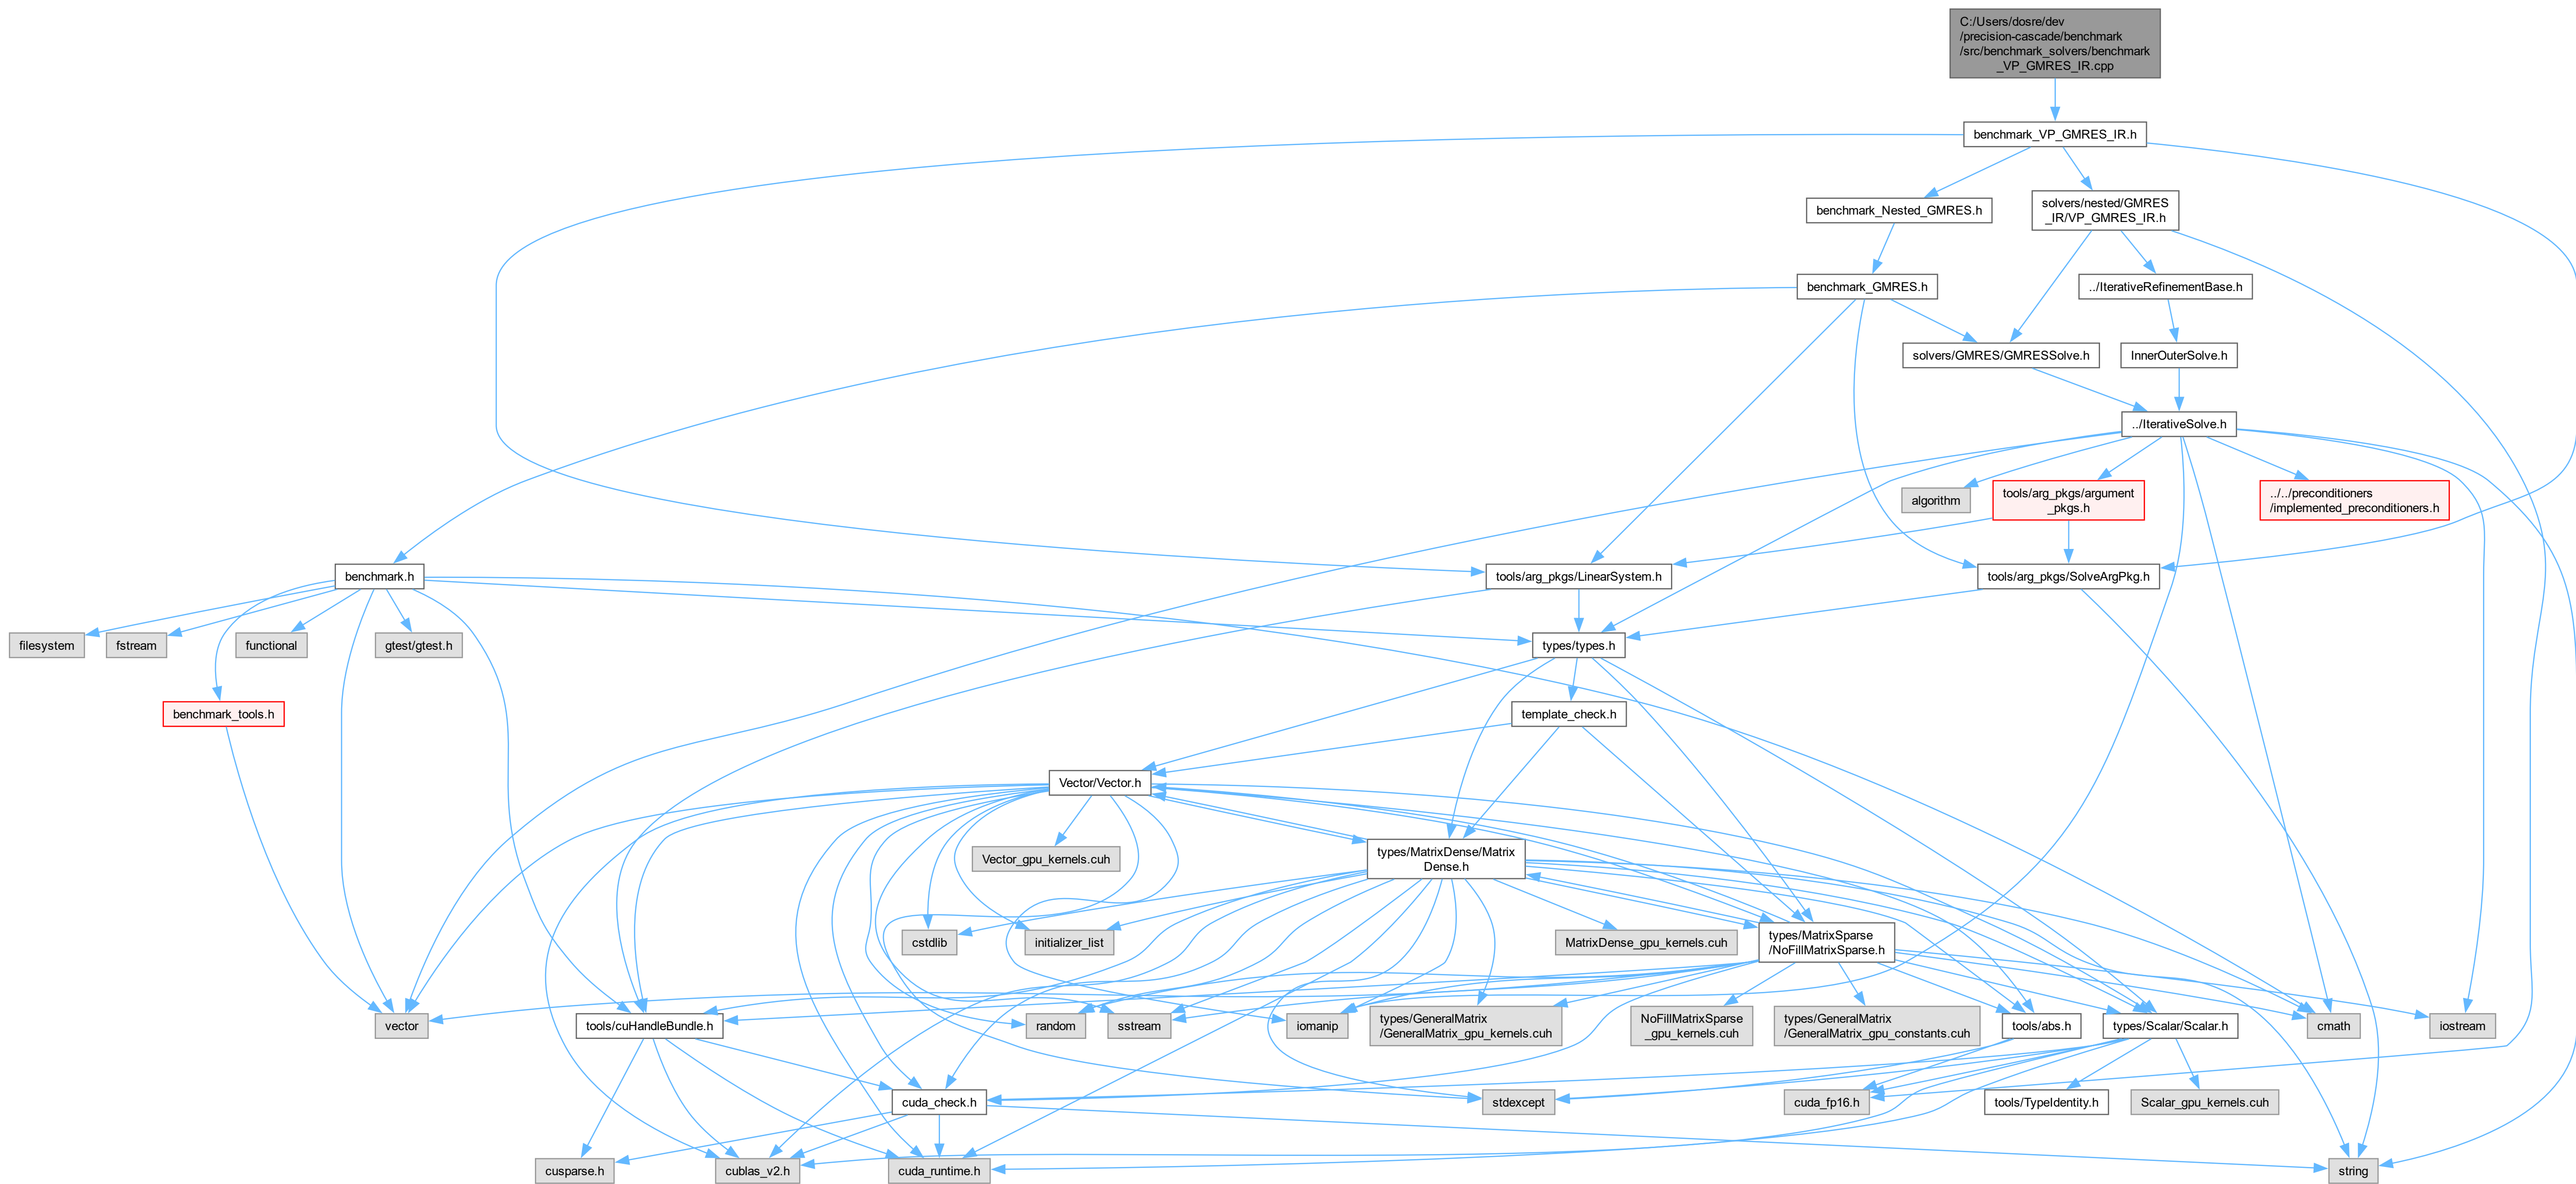 C:/Users/dosre/dev
/precision-cascade/benchmark
/src/benchmark_solvers/benchmark
_VP_GMRES_IR.cpp
benchmark_VP_GMRES_IR.h
benchmark_Nested_GMRES.h
solvers/nested/GMRES
_IR/VP_GMRES_IR.h
benchmark_GMRES.h
../IterativeRefinementBase.h
solvers/GMRES/GMRESSolve.h
InnerOuterSolve.h
../IterativeSolve.h
algorithm
tools/arg_pkgs/argument
_pkgs.h
../../preconditioners
/implemented_preconditioners.h
benchmark.h
tools/arg_pkgs/LinearSystem.h
tools/arg_pkgs/SolveArgPkg.h
filesystem
fstream
functional
gtest/gtest.h
types/types.h
benchmark_tools.h
template_check.h
Vector/Vector.h
Vector_gpu_kernels.cuh
types/MatrixDense/Matrix
Dense.h
cstdlib
initializer_list
MatrixDense_gpu_kernels.cuh
types/MatrixSparse
/NoFillMatrixSparse.h
vector
tools/cuHandleBundle.h
random
sstream
iomanip
types/GeneralMatrix
/GeneralMatrix_gpu_kernels.cuh
NoFillMatrixSparse
_gpu_kernels.cuh
types/GeneralMatrix
/GeneralMatrix_gpu_constants.cuh
tools/abs.h
types/Scalar/Scalar.h
cmath
iostream
cuda_check.h
stdexcept
cuda_fp16.h
tools/TypeIdentity.h
Scalar_gpu_kernels.cuh
cusparse.h
cublas_v2.h
cuda_runtime.h
string